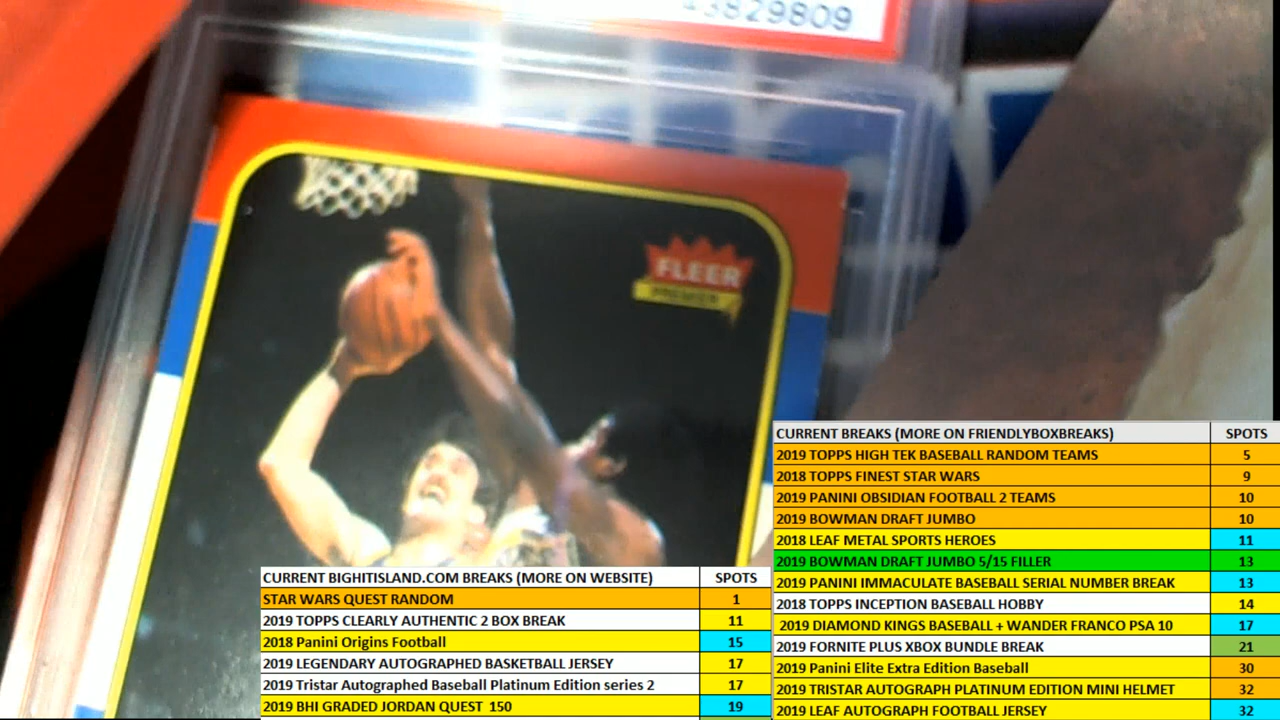 43829809
FLEER
PREMIER
CURRENT BREAKS (MORE ON FRIENDLYBOXBREAKS) SPOTS
2019 TOPPS HIGH TEK BASEBALL RANDOM TEAMS 5
2018 TOPPS FINEST STAR WARS 9
2019 PANINI OBSIDIAN FOOTBALL 2 TEAMS 10
2019 BOWMAN DRAFT JUMBO 10
2018 LEAF METAL SPORTS HEROES 11
2019 BOWMAN DRAFT JUMBO 5/15 FILLER 13
2019 PANINI IMMACULATE BASEBALL SERIAL NUMBER BREAK 13
2018 TOPPS INCEPTION BASEBALL HOBBY 14
2019 DIAMOND KINGS BASEBALL + WANDER FRANCO PSA 10 17
2019 FORNITE PLUS XBOX BUNDLE BREAK 21
2019 Panini Elite Extra Edition Baseball 30
2019 TRISTAR AUTOGRAPH PLATINUM EDITION MINI HELMET 32
2019 LEAF AUTOGRAPH FOOTBALL JERSEY 32
CURRENT BIGHITISLAND.COM BREAKS (MORE ON WEBSITE) SPOTS
STAR WARS QUEST RANDOM 1
2019 TOPPS CLEARLY AUTHENTIC 2 BOX BREAK 11
2018 Panini Origins Football 15
2019 LEGENDARY AUTOGRAPHED BASKETBALL JERSEY 17
2019 Tristar Autographed Baseball Platinum Edition series 2 17
2019 BHI GRADED JORDAN QUEST 150 19